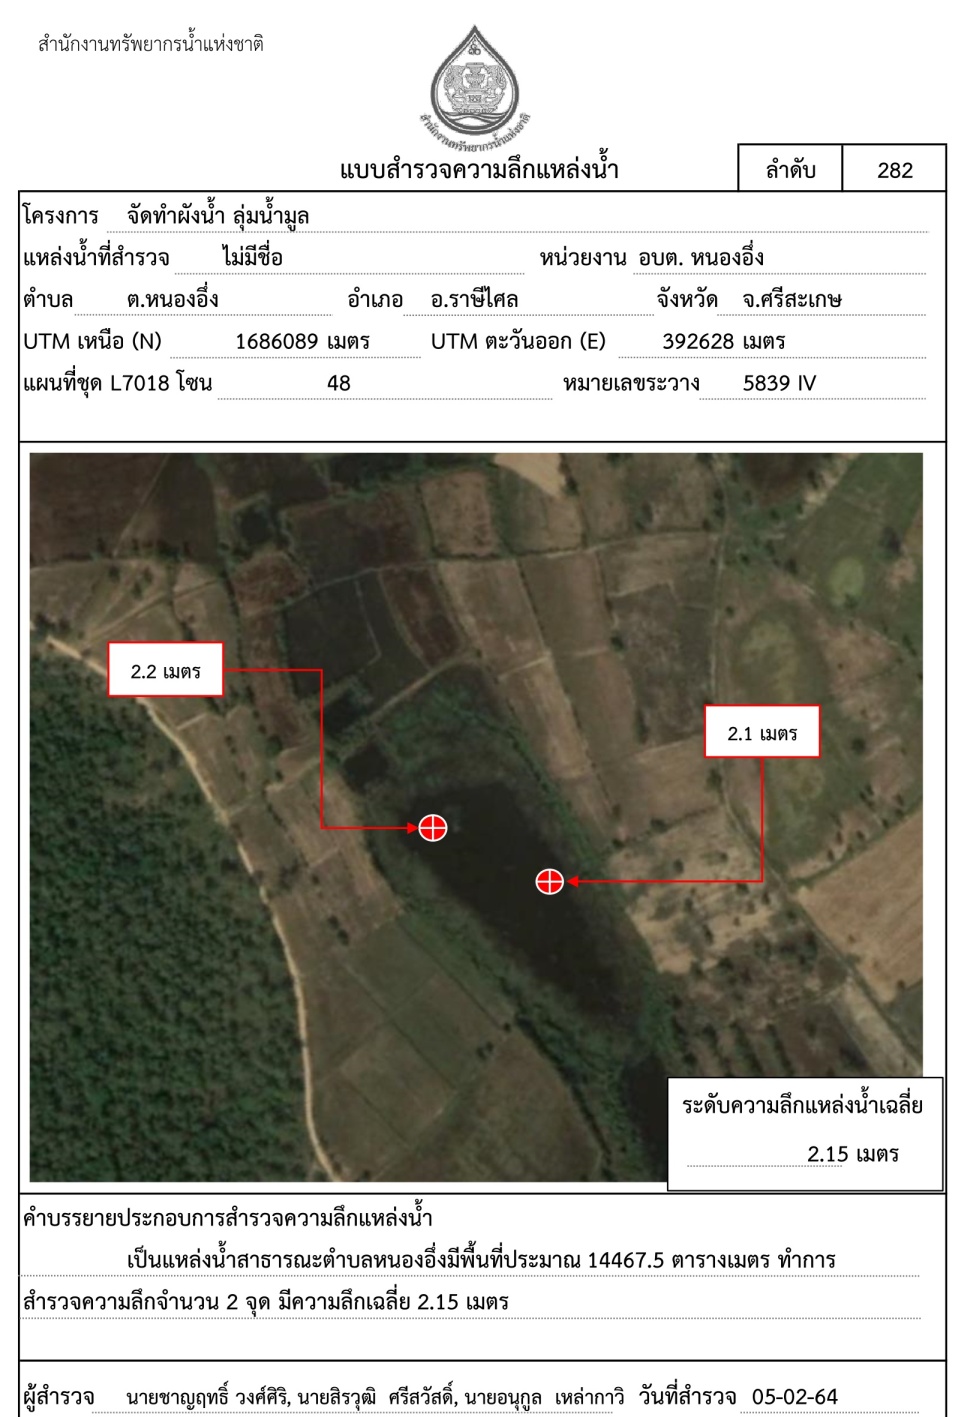 สำนักงานทรัพยากรน้ำแห่งชาติ
สำนักงานทรัพยากรน้ำแห่งชาติ
แบบสำรวจความลึกแหล่งน้ำ ลำดับ 282
โครงการ จัดทำผังน้ำ ลุ่มน้ำมูล
แหล่งน้ำที่สำรวจ ไม่มีชื่อ หน่วยงาน อบต. หนองอึ่ง
ตำบล ต.หนองอึ่ง อำเภอ อ.ราษีไศล จังหวัด จ.ศรีสะเกษ
UTM เหนือ (N) 1686089 เมตร UTM ตะวันออก (E) 392628 เมตร
แผนที่ชุด L7018 โซน 48 หมายเลขระวาง 5839 IV
2.2 เมตร
2.1 เมตร
ระดับความลึกแหล่งน้ำเฉลี่ย
2.15 เมตร
คำบรรยายประกอบการสำรวจความลึกแหล่งน้ำ
เป็นแหล่งน้ำสาธารณะตำบลหนองอึ่งมีพื้นที่ประมาณ 14467.5 ตารางเมตร ทำการ
สำรวจความลึกจำนวน 2 จุด มีความลึกเฉลี่ย 2.15 เมตร
ผู้สำรวจ นายชาญฤทธิ์ วงศ์ศิริ, นายสิรวุฒิ ศรีสวัสดิ์, นายอนุกูล เหล่ากาวิ วันที่สำรวจ 05-02-64